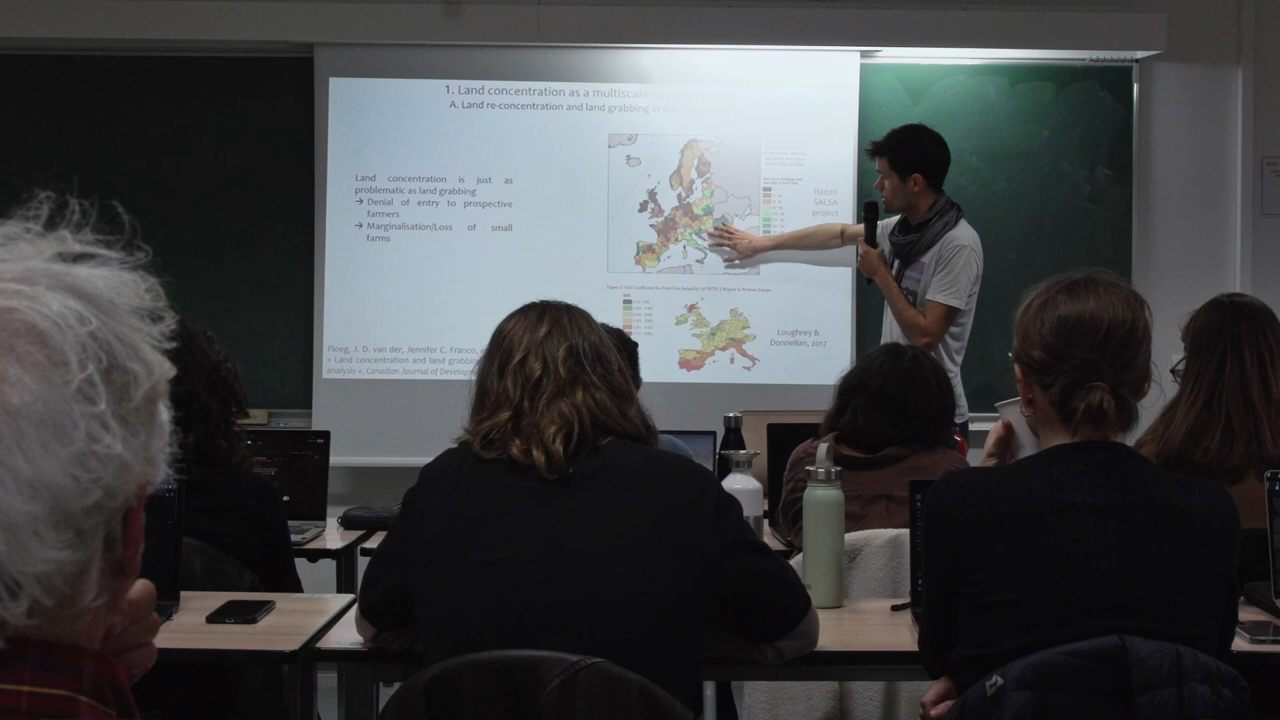 1. Land concentration as a multiscale
A. Land re-concentration and land grabbing in
Land concentration is just as
problematic as land grabbing
→ Denial of entry to prospective
farmers
→ Marginalisation/Loss of small
farms
H2020
SALSA
project
Loughrey &
Donnellan, 2017
Ploeg, J. D. van der, Jennifer C. Franco,
« Land concentration and land grabbing
analysis ». Canadian Journal of